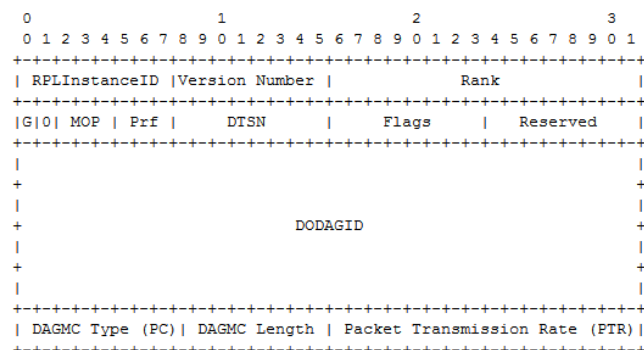 0 1 2 3
0 1 2 3 4 5 6 7 8 9 0 1 2 3 4 5 6 7 8 9 0 1 2 3 4 5 6 7 8 9 0 1
+-+-+-+-+-+-+-+-+-+-+-+-+-+-+-+-+-+-+-+-+-+-+-+-+-+-+-+-+-+-+-+-+
| RPLInstanceID |Version Number | Rank |
+-+-+-+-+-+-+-+-+-+-+-+-+-+-+-+-+-+-+-+-+-+-+-+-+-+-+-+-+-+-+-+-+
|G|0| MOP | Prf | DTSN | Flags | Reserved |
+-+-+-+-+-+-+-+-+-+-+-+-+-+-+-+-+-+-+-+-+-+-+-+-+-+-+-+-+-+-+-+-+
| |
+ +
| |
+ DODAGID +
| |
+ +
| |
+-+-+-+-+-+-+-+-+-+-+-+-+-+-+-+-+-+-+-+-+-+-+-+-+-+-+-+-+-+-+-+-+
| DAGMC Type (PC)| DAGMC Length | Packet Transmission Rate (PTR)|
+-+-+-+-+-+-+-+-+-+-+-+-+-+-+-+-+-+-+-+-+-+-+-+-+-+-+-+-+-+-+-+-+